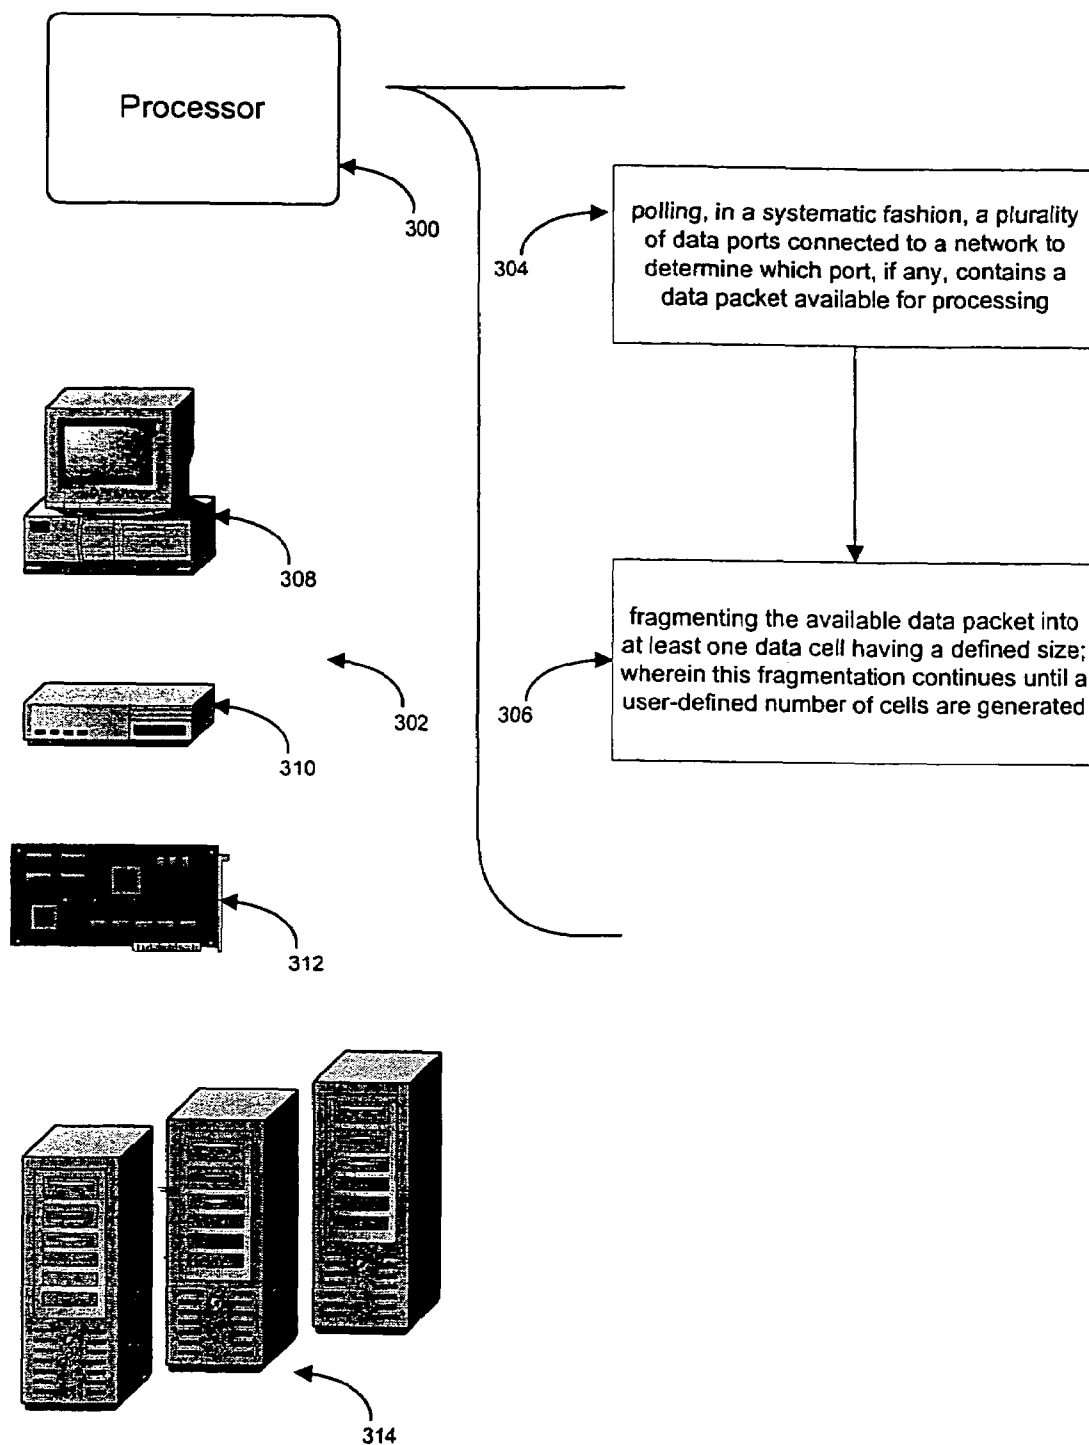 Processor
300
304
polling, in a systematic fashion, a plurality
of data ports connected to a network to
determine which port, if any, contains a
data packet available for processing
308
302
306
fragmenting the available data packet into
at least one data cell having a defined size;
wherein this fragmentation continues until a
user-defined number of cells are generated
310
312
314